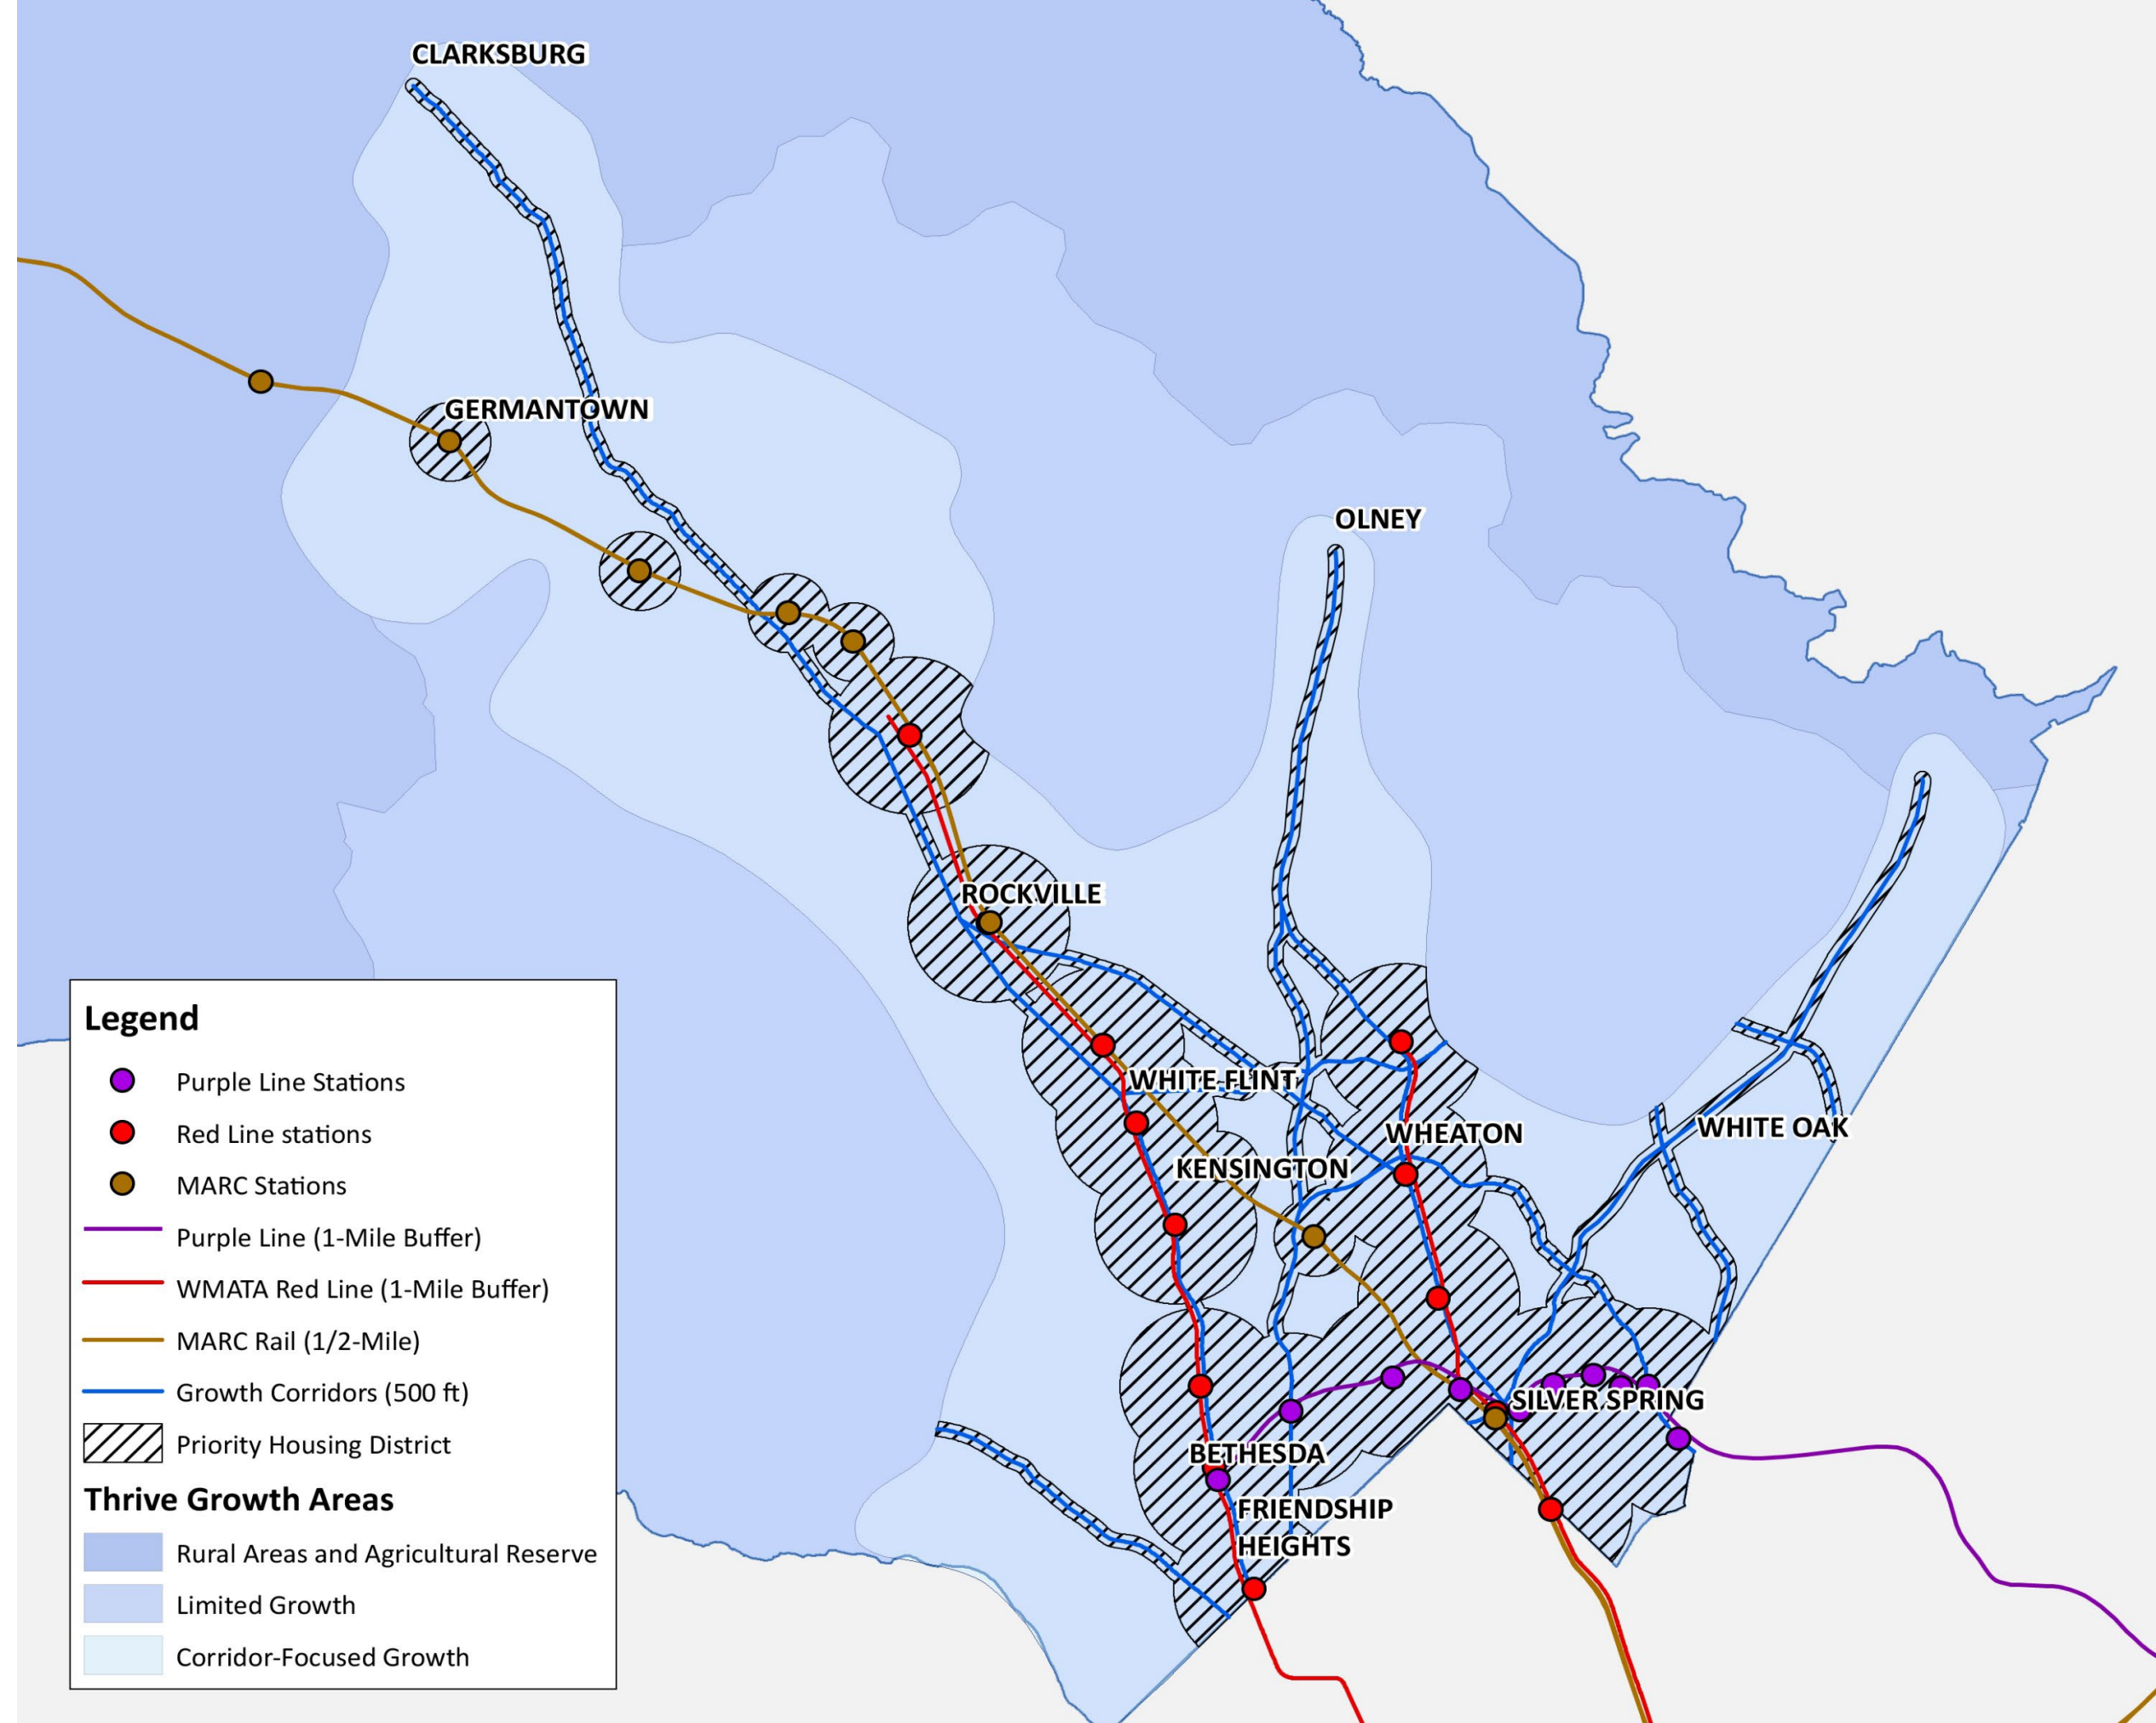 CLARKSBURG
GERMANTOWN
OLNEY
ROCKVILLE
WHITE FLINT
WHEATON
WHITE OAK
KENSINGTON
SILVER SPRING
BETHESDA
FRIENDSHIP
HEIGHTS
Legend
Purple Line Stations
Red Line stations
MARC Stations
Purple Line (1-Mile Buffer)
WMATA Red Line (1-Mile Buffer)
MARC Rail (1/2-Mile)
Growth Corridors (500 ft)
Priority Housing District
Thrive Growth Areas
Rural Areas and Agricultural Reserve
Limited Growth
Corridor-Focused Growth